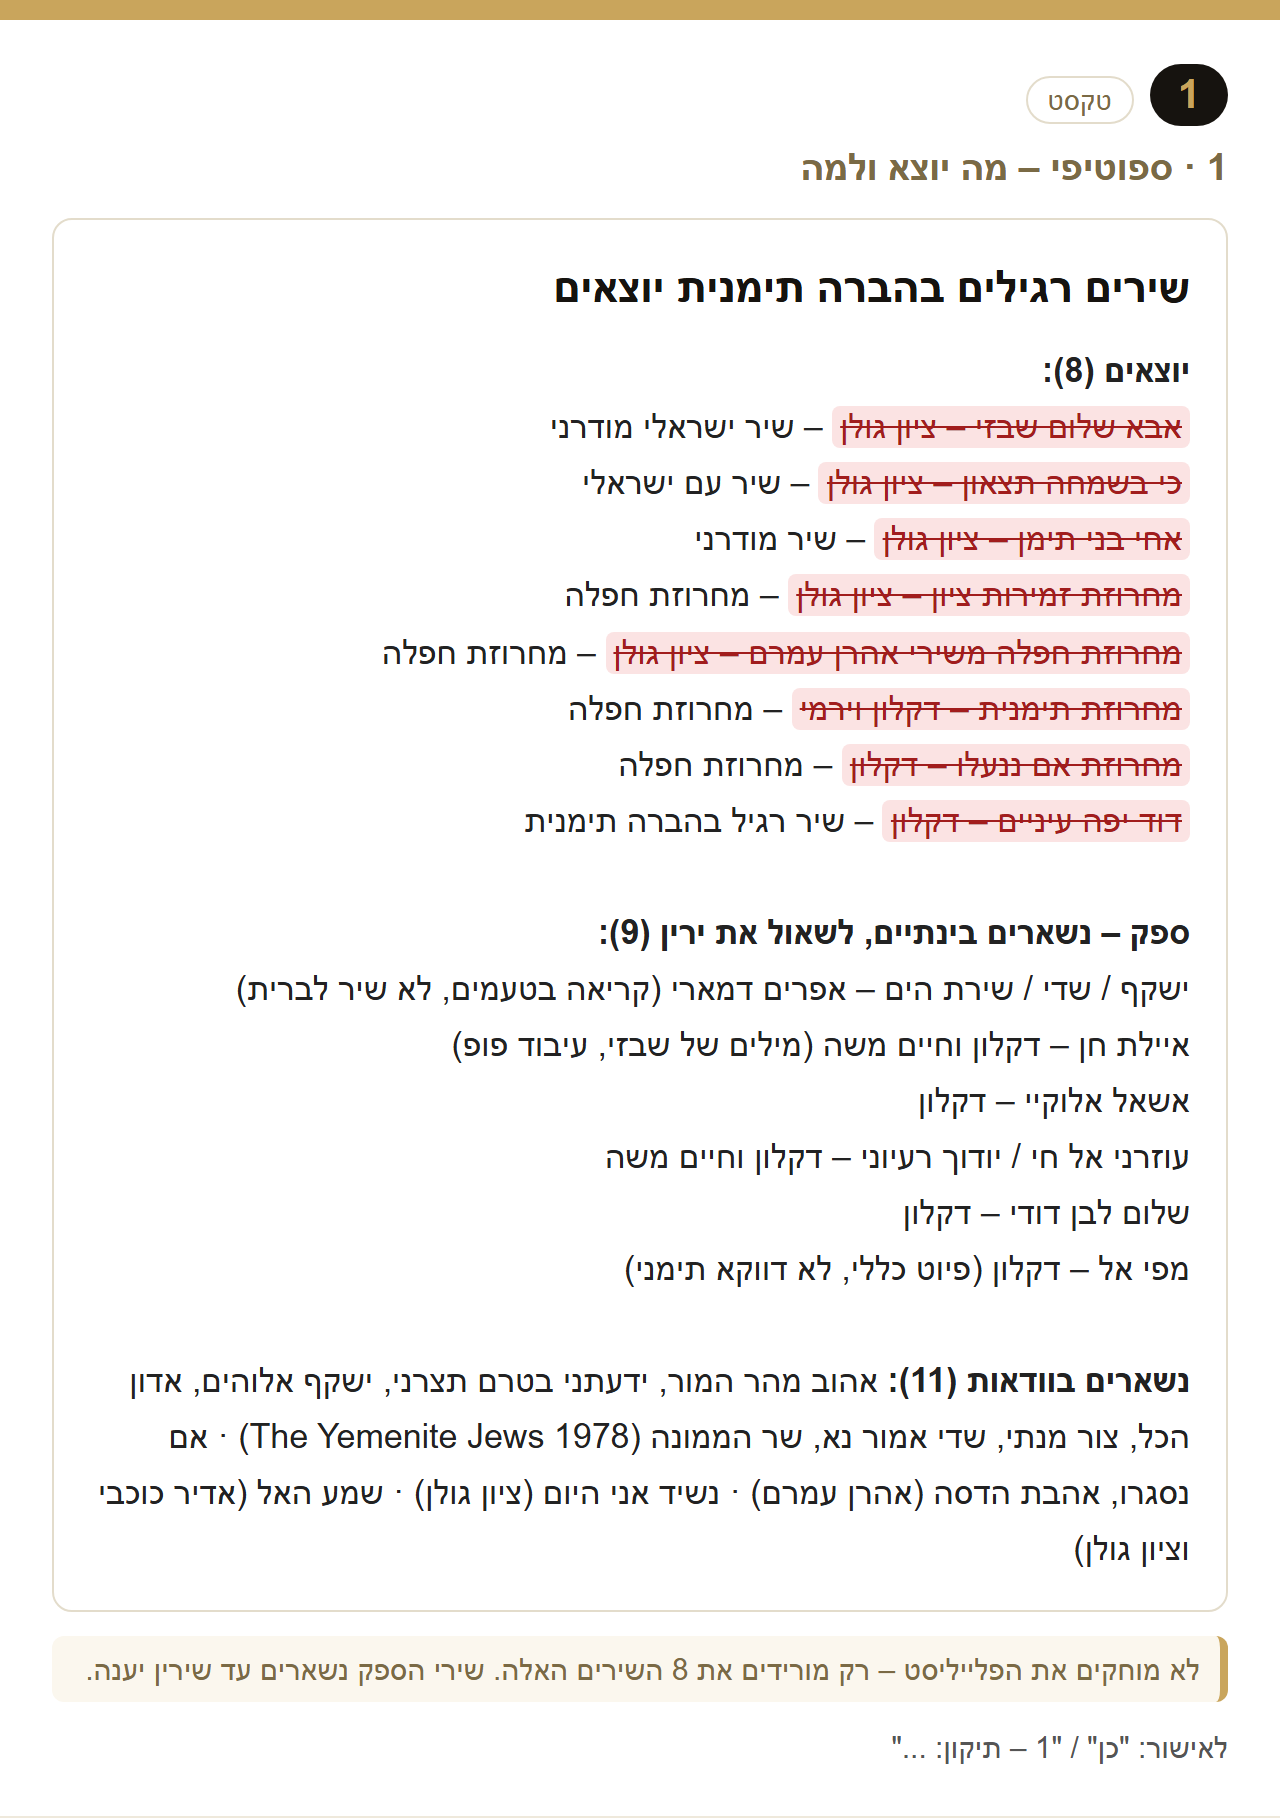 1
טקסט
1 · ספוטיפי – מה יוצא ולמה
שירים רגילים בהברה תימנית יוצאים
יוצאים (8):
אבא שלום שבזי – ציון גולן – שיר ישראלי מודרני
כי בשמחה תצאון – ציון גולן – שיר עם ישראלי
אחי בני תימן – ציון גולן – שיר מודרני
מחרוזת זמירות ציון – ציון גולן – מחרוזת חפלה
מחרוזת חפלה משירי אהרן עמרם – ציון גולן – מחרוזת חפלה
מחרוזת תימנית – דקלון וירמי – מחרוזת חפלה
מחרוזת אם ננעלו – דקלון – מחרוזת חפלה
דוד יפה עיניים – דקלון – שיר רגיל בהברה תימנית
ספק – נשארים בינתיים, לשאול את ירין (9):
ישקף / שדי / שירת הים – אפרים דמארי (קריאה בטעמים, לא שיר לברית)
איילת חן – דקלון וחיים משה (מילים של שבזי, עיבוד פופ)
אשאל אלוקיי – דקלון
עוזרני אל חי / יודוך רעיוני – דקלון וחיים משה
שלום לבן דודי – דקלון
מפי אל – דקלון (פיוט כללי, לא דווקא תימני)
נשארים בוודאות (11): אהוב מהר המור, ידעתני בטרם תצרני, ישקף אלוהים, אדון
הכל, צור מנתי, שדי אמור נא, שר הממונה (The Yemenite Jews 1978) · אם
נסגרו, אהבת הדסה (אהרן עמרם) · נשיד אני היום (ציון גולן) · שמע האל (אדיר כוכבי
וציון גולן)
לא מוחקים את הפלייליסט – רק מורידים את 8 השירים האלה. שירי הספק נשארים עד שירין יענה.
לאישור: "כן" / "1 – תיקון: ..."